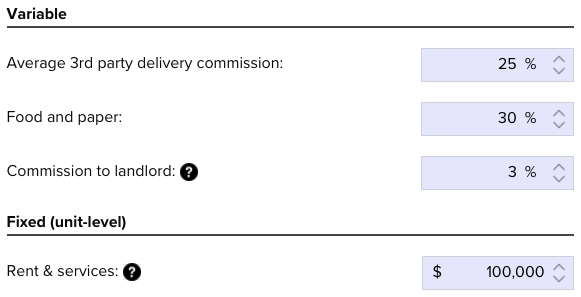 Variable
Average 3rd party delivery commission: 25 %
Food and paper: 30 %
Commission to landlord: ? 3 %
Fixed (unit-level)
Rent & services: ? $ 100,000